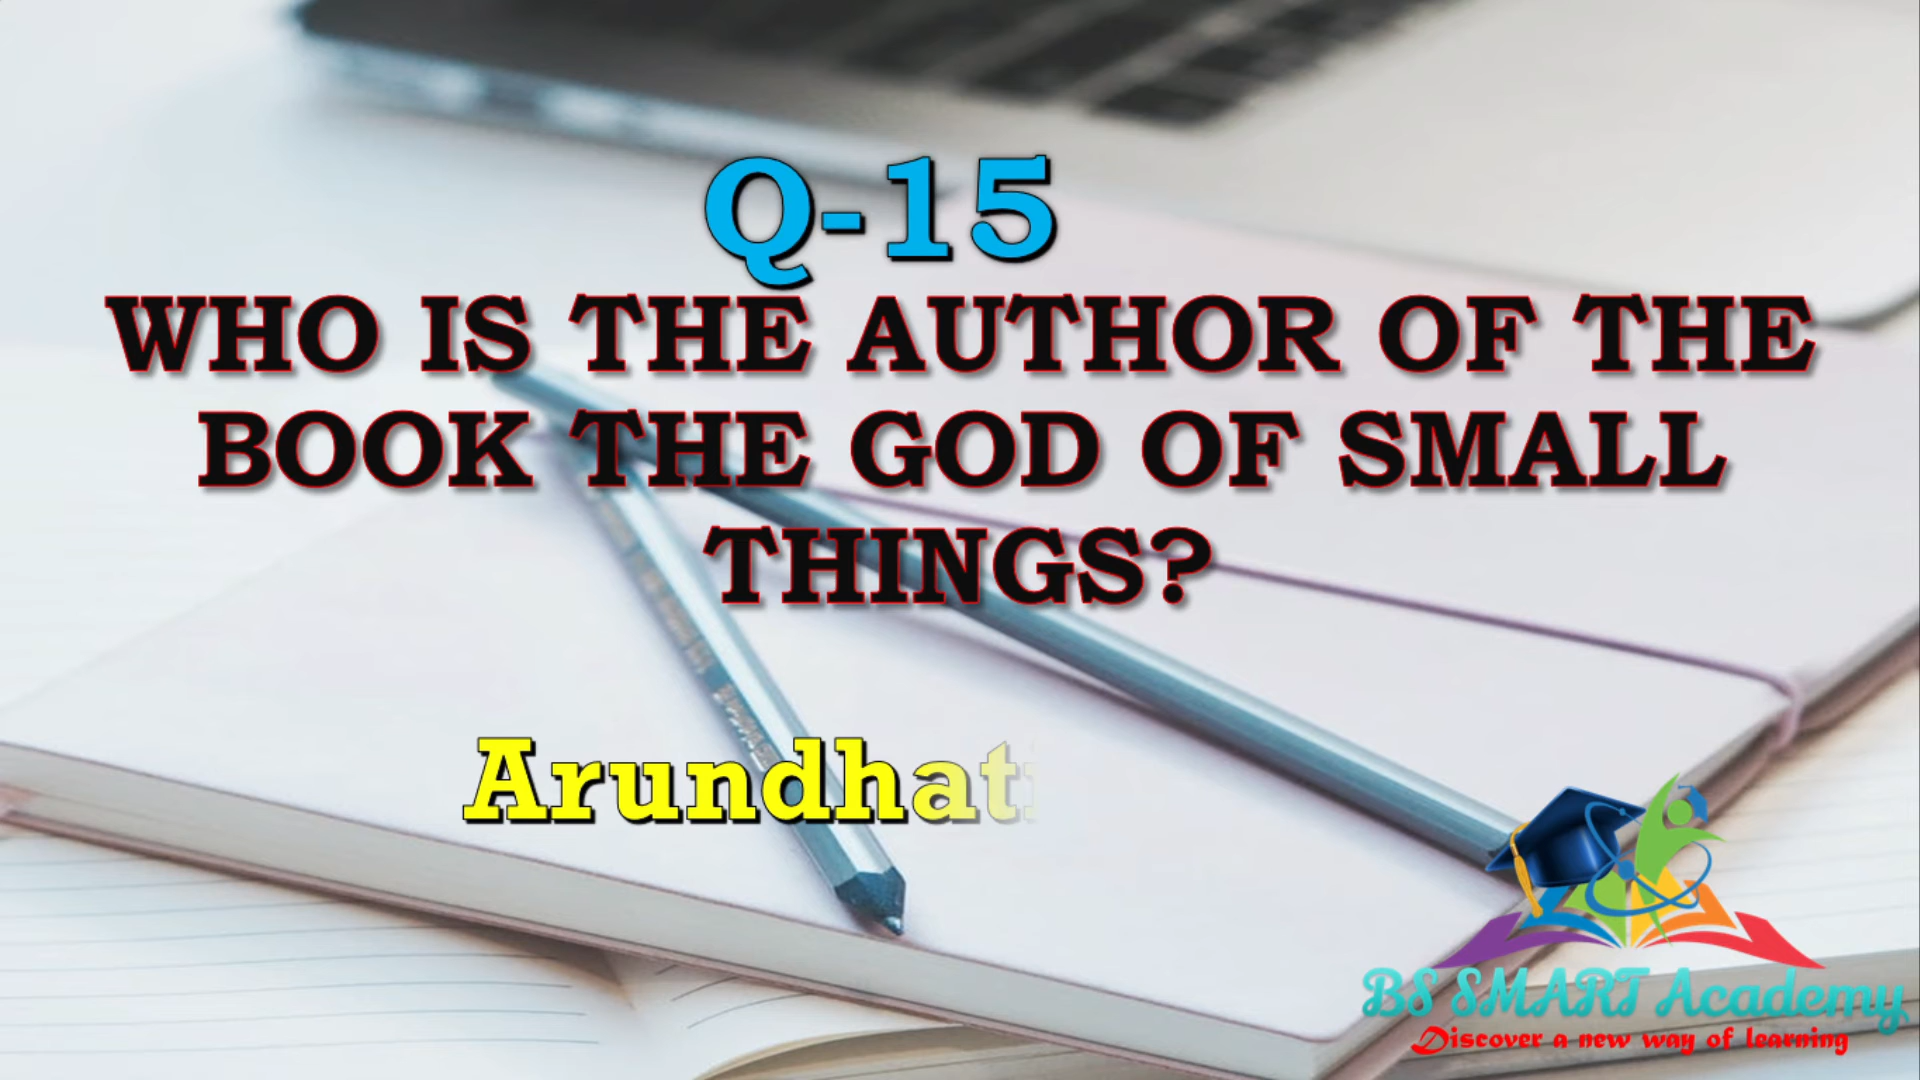 Q-15
WHO IS THE AUTHOR OF THE
BOOK THE GOD OF SMALL
THINGS?
Arundhati
BS SMART Academy
Discover a new way of learning